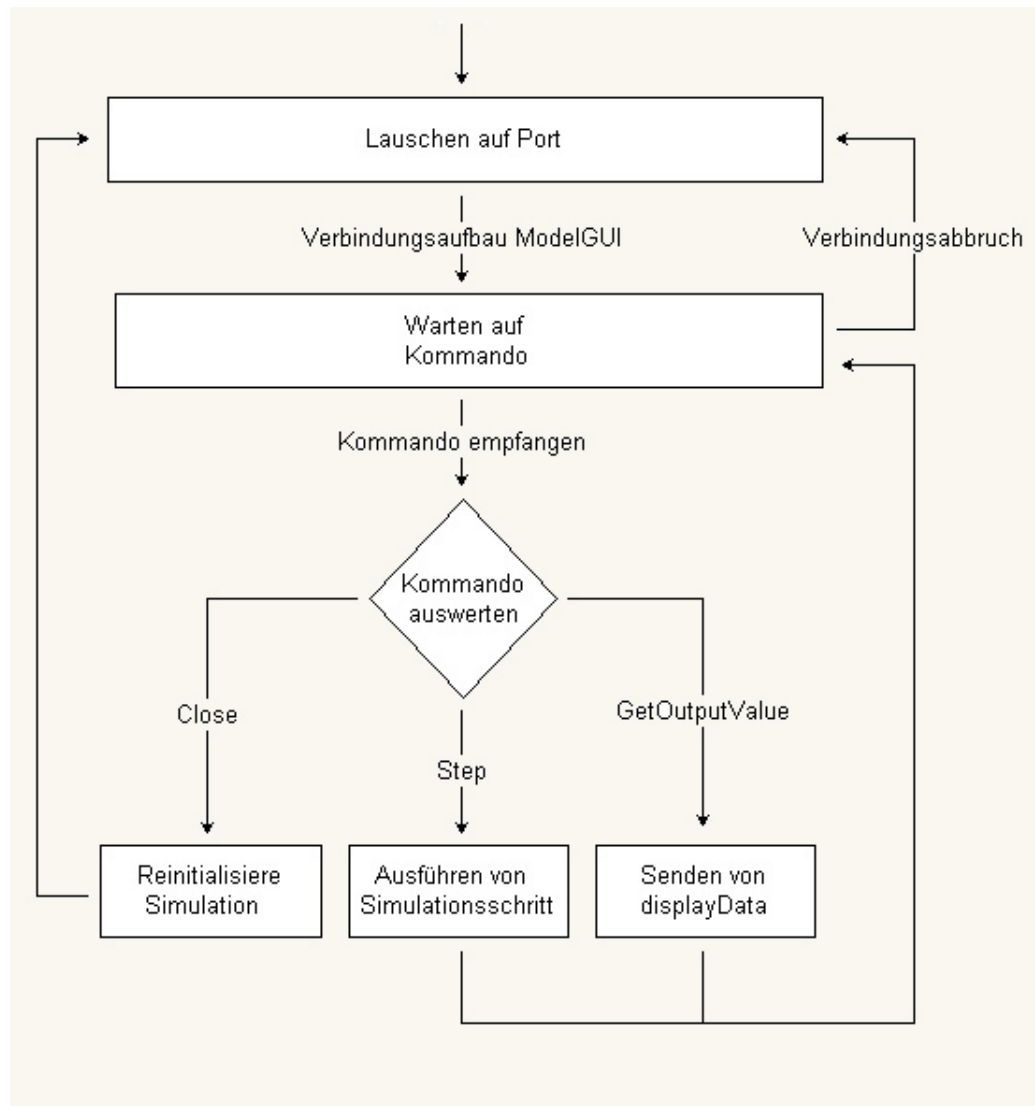 Lauschen auf Port
Verbindungsaufbau ModelGUI
Verbindungsabbruch
Warten auf
Kommando
Kommando empfangen
Kommando
auswerten
Close
Step
GetOutputValue
Reinitialisiere
Simulation
Ausführen von
Simulationsschritt
Senden von
displayData